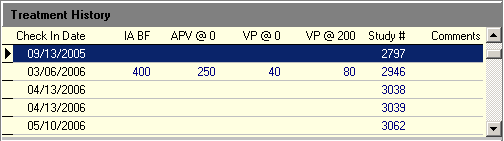 Treatment History
Check In Date IA BF APV @ 0 VP @ 0 VP @ 200 Study # Comments
09/13/2005 2797
03/06/2006 400 250 40 80 2946
04/13/2006 3038
04/13/2006 3039
05/10/2006 3062